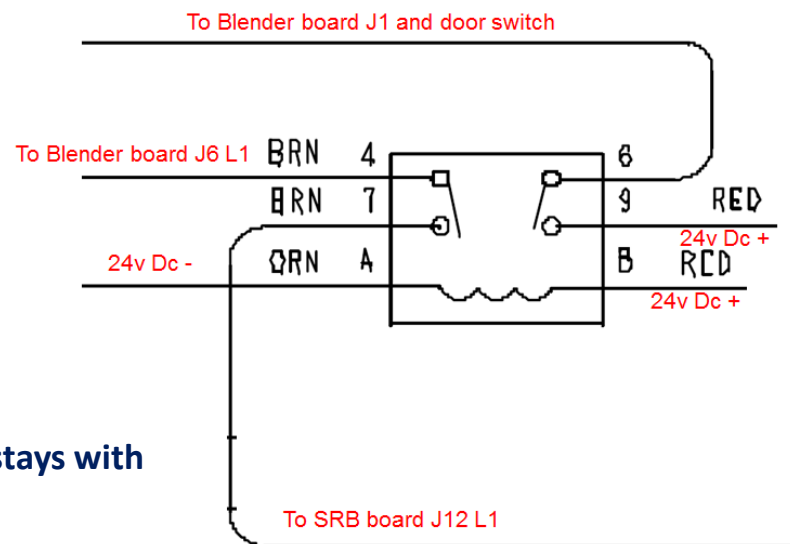 To Blender board J1 and door switch
To Blender board J6 L1 BRN 4 6
BRN 7 9 RED
24v Dc +
24v Dc - ORN A B RED
24v Dc +
stays with
To SRB board J12 L1